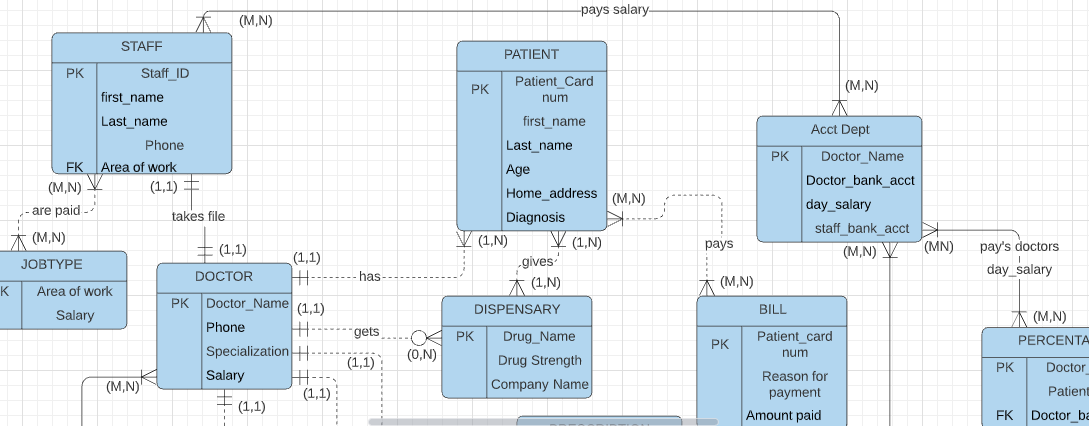 pays salary
(M,N)
STAFF
PK Staff_ID
first_name
Last_name
Phone
FK Area of work
(M,N)
(1,1)
are paid
takes file
(M,N)
(1,1)
JOBTYPE
K Area of work
Salary
PATIENT
PK Patient_Card
num
first_name
Last_name
Age
Home_address
Diagnosis
(M,N)
(1,N)
(1,N)
(M,N)
Acct Dept
PK Doctor_Name
Doctor_bank_acct
day_salary
staff_bank_acct
(M,N)
(MN)
pays
pay's doctors
day_salary
gives
(1,1)
has
(1,N)
(M,N)
(M,N)
DOCTOR
PK Doctor_Name
Phone
Specialization
Salary
(1,1)
gets
(0,N)
(1,1)
(1,1)
(M,N)
(1,1)
DISPENSARY
PK Drug_Name
Drug Strength
Company Name
BILL
PK Patient_card
num
Reason for
payment
Amount paid
PERCENTA
PK Doctor_
Patient
FK Doctor_ba
PRESCRIPTION